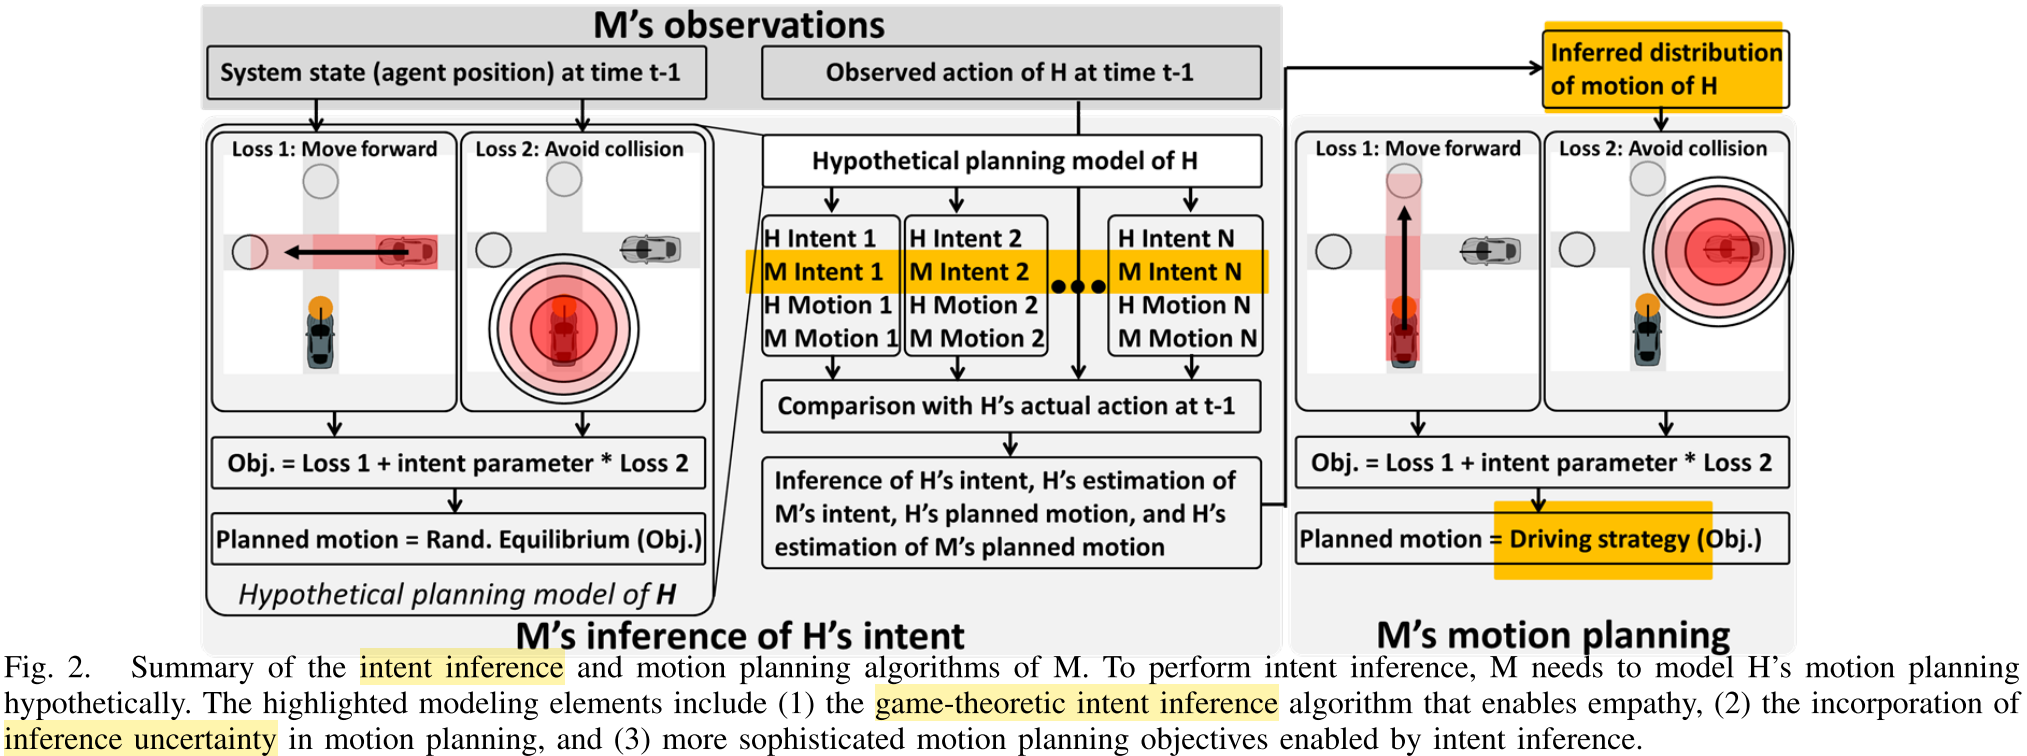 M's observations
System state (agent position) at time t-1
Observed action of H at time t-1
Loss 1: Move forward
Loss 2: Avoid collision
Obj. = Loss 1 + intent parameter * Loss 2
Planned motion = Rand. Equilibrium (Obj.)
Hypothetical planning model of H
Hypothetical planning model of H
H Intent 1
M Intent 1
H Motion 1
M Motion 1
H Intent 2
M Intent 2
H Motion 2
M Motion 2
H Intent N
M Intent N
H Motion N
M Motion N
Comparison with H's actual action at t-1
Inference of H's intent, H's estimation of
M's intent, H's planned motion, and H's
estimation of M's planned motion
M's inference of H's intent
Inferred distribution
of motion of H
Loss 1: Move forward
Loss 2: Avoid collision
Obj. = Loss 1 + intent parameter * Loss 2
Planned motion = Driving strategy (Obj.)
M's motion planning
Fig. 2. Summary of the intent inference and motion planning algorithms of M. To perform intent inference, M needs to model H's motion planning
hypothetically. The highlighted modeling elements include (1) the game-theoretic intent inference algorithm that enables empathy, (2) the incorporation of
inference uncertainty in motion planning, and (3) more sophisticated motion planning objectives enabled by intent inference.